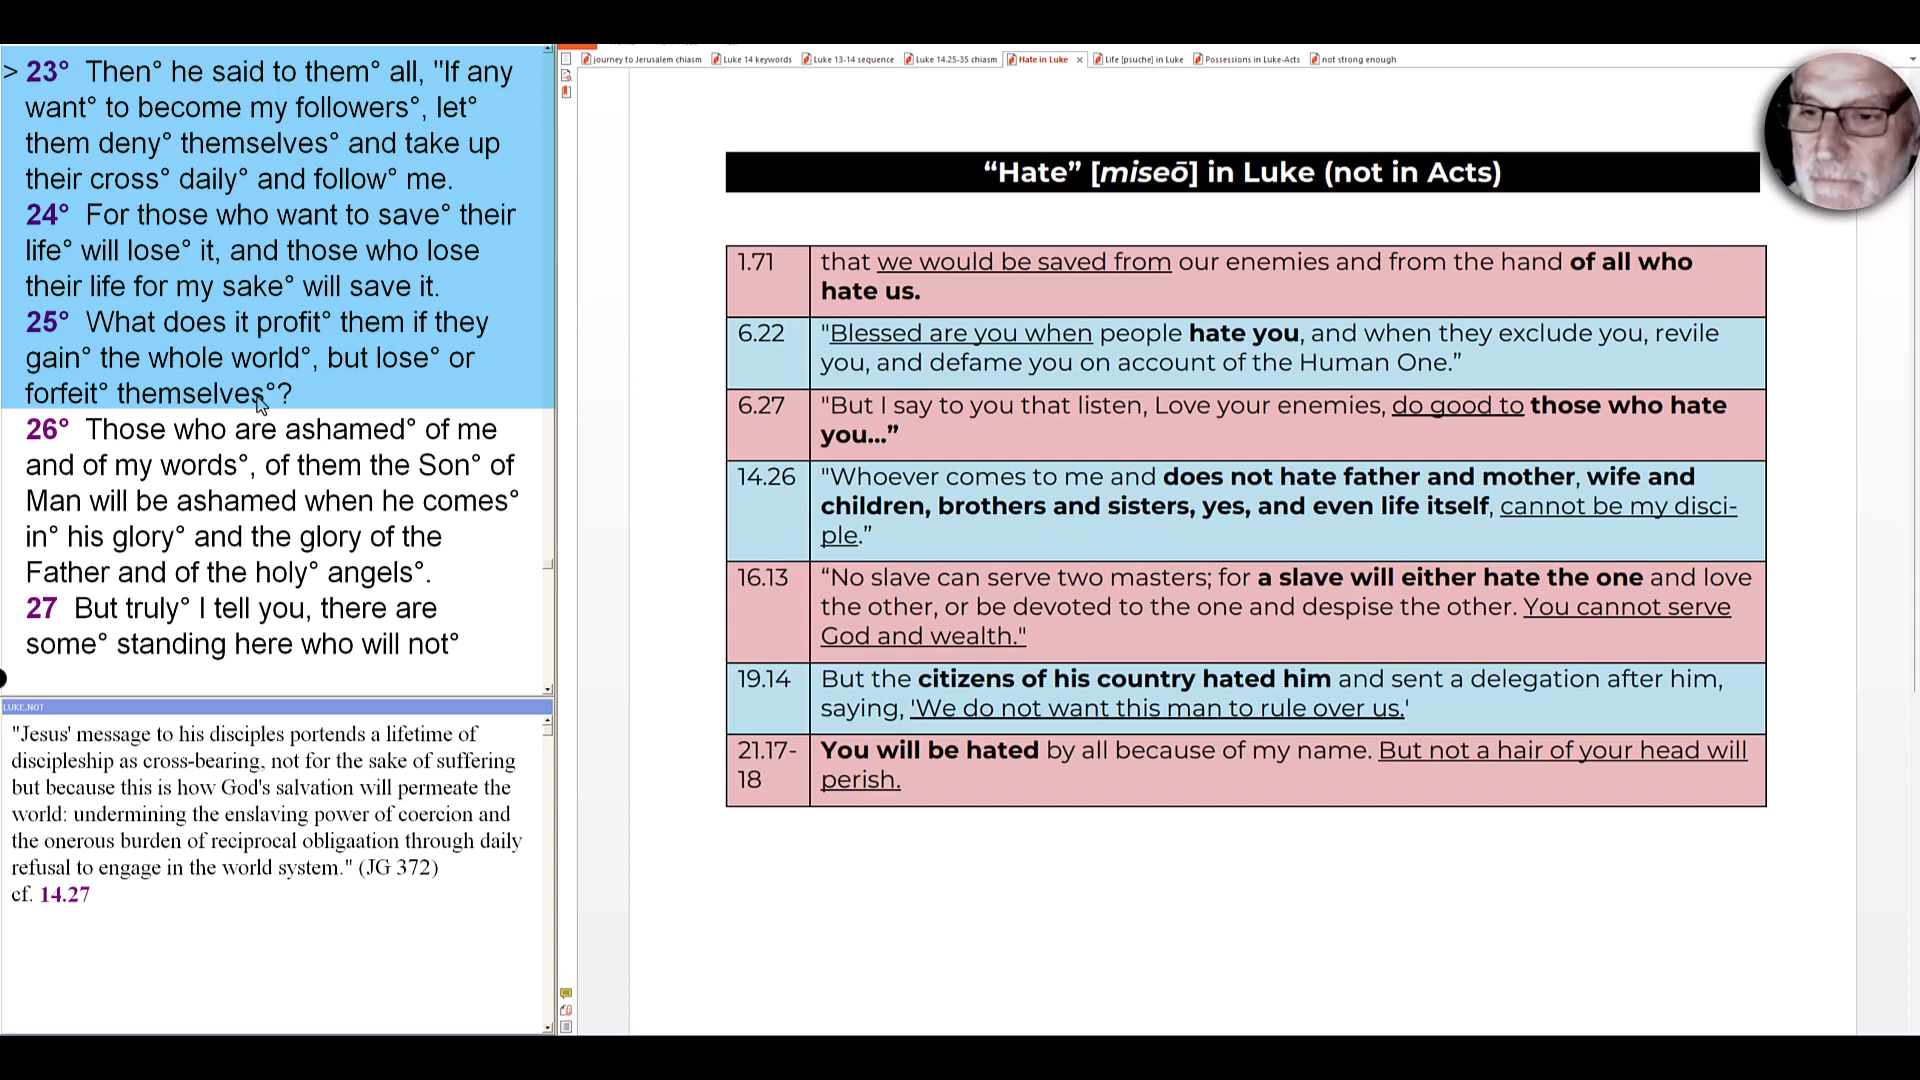 > 23° Then° he said to them° all, "If any
want° to become my followers°, let°
them deny° themselves° and take up
their cross° daily° and follow° me.
24° For those who want to save° their
life° will lose° it, and those who lose
their life for my sake° will save it.
25° What does it profit° them if they
gain° the whole world°, but lose° or
forfeit° themselves°?
26° Those who are ashamed° of me
and of my words°, of them the Son° of
Man will be ashamed when he comes°
in° his glory° and the glory of the
Father and of the holy° angels°.
27 But truly° I tell you, there are
some° standing here who will not°
LUKE.NOT
"Jesus' message to his disciples portends a lifetime of
discipleship as cross-bearing, not for the sake of suffering
but because this is how God's salvation will permeate the
world: undermining the enslaving power of coercion and
the onerous burden of reciprocal obligaation through daily
refusal to engage in the world system." (JG 372)
cf. 14.27
journey to Jerusalem chiasm Luke 14 keywords Luke 13-14 sequence Luke 14.25-35 chiasm Hate in Luke × Life [psuche] in Luke Possessions in Luke-Acts not strong enough
“Hate” [miseō] in Luke (not in Acts)
1.71 that we would be saved from our enemies and from the hand of all who
hate us.
6.22 "Blessed are you when people hate you, and when they exclude you, revile
you, and defame you on account of the Human One.”
6.27 "But I say to you that listen, Love your enemies, do good to those who hate
you...”
14.26 "Whoever comes to me and does not hate father and mother, wife and
children, brothers and sisters, yes, and even life itself, cannot be my disci-
ple.”
16.13 “No slave can serve two masters; for a slave will either hate the one and love
the other, or be devoted to the one and despise the other. You cannot serve
God and wealth."
19.14 But the citizens of his country hated him and sent a delegation after him,
saying, 'We do not want this man to rule over us.'
21.17- You will be hated by all because of my name. But not a hair of your head will
18 perish.